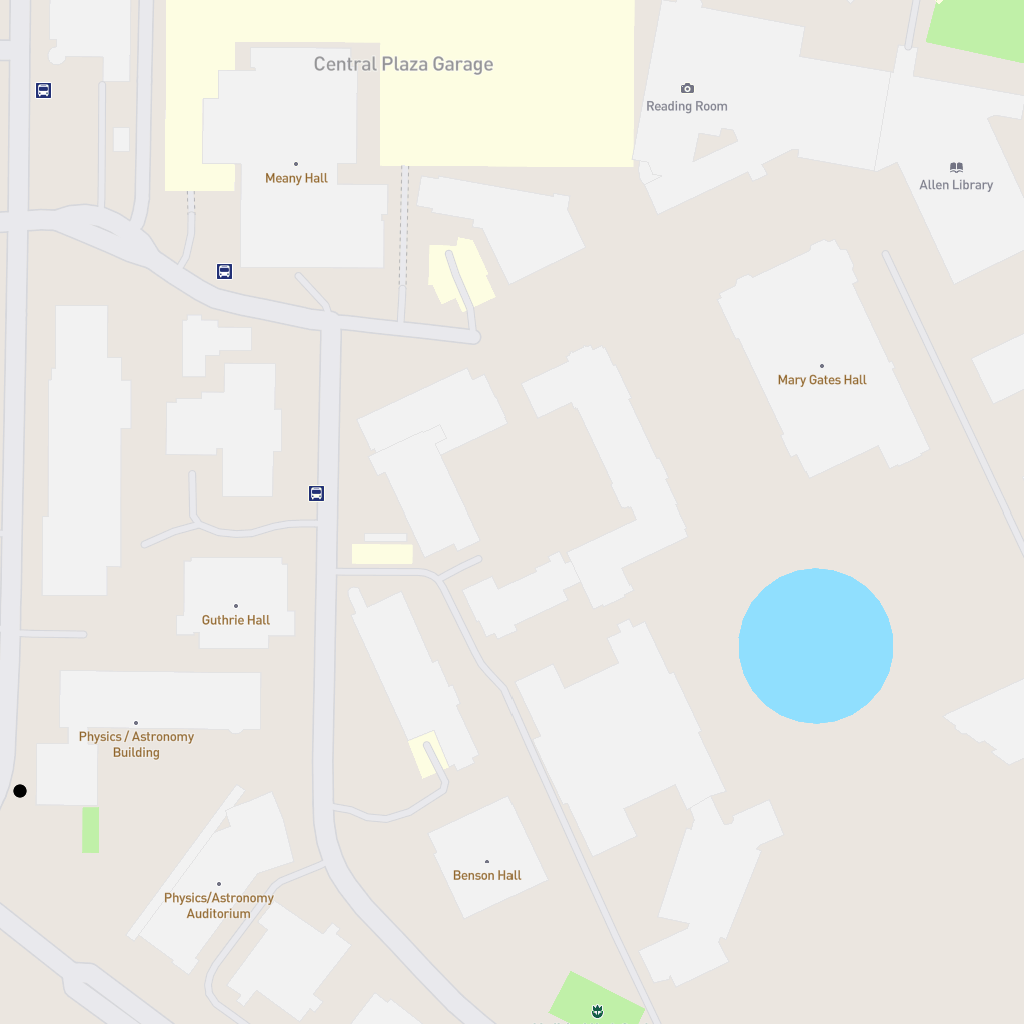 Central Plaza Garage
Reading Room
Meany Hall
Allen Library
Mary Gates Hall
Guthrie Hall
Physics / Astronomy
Building
Benson Hall
Physics/Astronomy
Auditorium